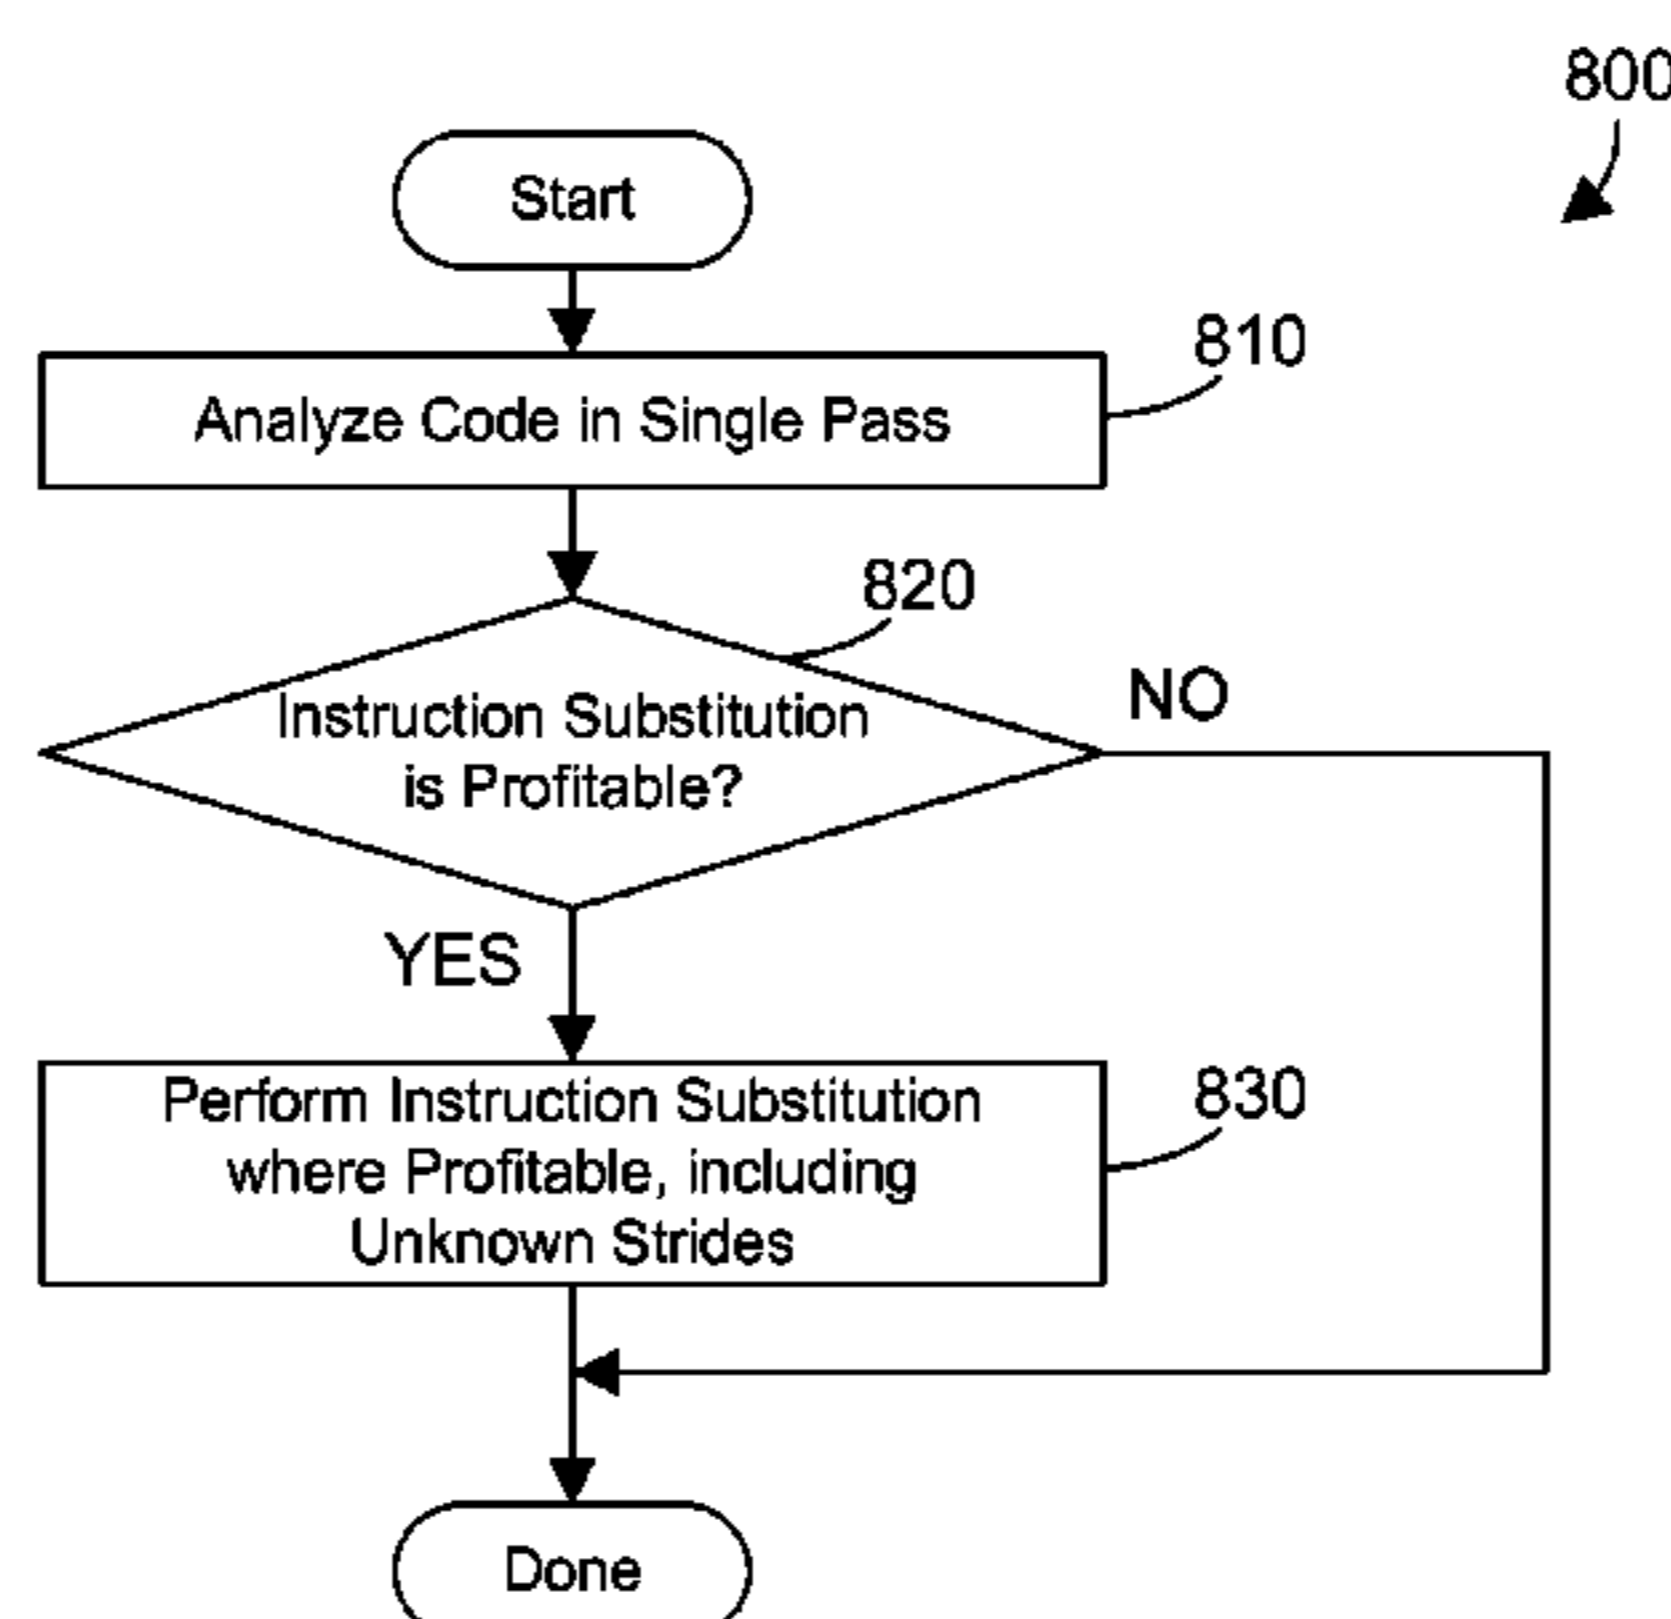 800
Start
810
Analyze Code in Single Pass
820
Instruction Substitution
is Profitable?
NO
YES
830
Perform Instruction Substitution
where Profitable, including
Unknown Strides
Done